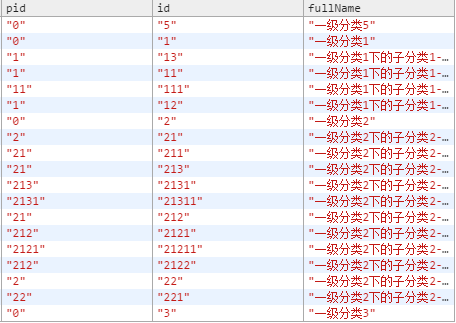 pid id fullName
"0" "5" "一级分类5"
"0" "1" "一级分类1"
"1" "13" "一级分类1下的子分类1-…
"1" "11" "一级分类1下的子分类1-…
"11" "111" "一级分类1下的子分类1-…
"1" "12" "一级分类1下的子分类1-…
"0" "2" "一级分类2"
"2" "21" "一级分类2下的子分类2-…
"21" "211" "一级分类2下的子分类2-…
"21" "213" "一级分类2下的子分类2-…
"213" "2131" "一级分类2下的子分类2-…
"2131" "21311" "一级分类2下的子分类2-…
"21" "212" "一级分类2下的子分类2-…
"212" "2121" "一级分类2下的子分类2-…
"2121" "21211" "一级分类2下的子分类2-…
"212" "2122" "一级分类2下的子分类2-…
"2" "22" "一级分类2下的子分类2-…
"22" "221" "一级分类2下的子分类2-…
"0" "3" "一级分类3"